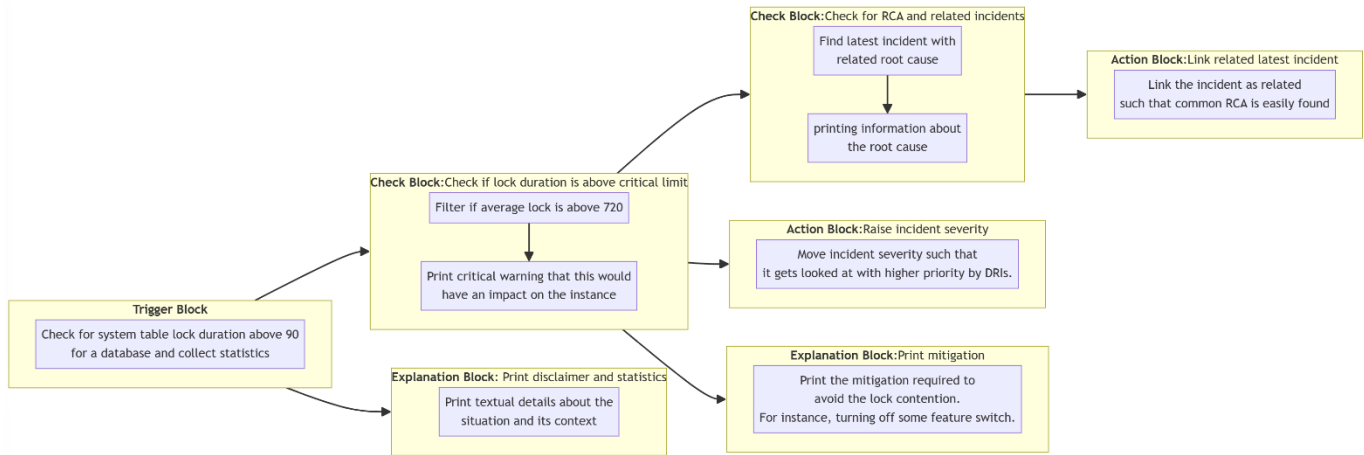 Check Block:Check for RCA and related incidents
Find latest incident with
related root cause
printing information about
the root cause
Action Block:Link related latest incident
Link the incident as related
such that common RCA is easily found
Check Block:Check if lock duration is above critical limit
Filter if average lock is above 720
Print critical warning that this would
have an impact on the instance
Action Block:Raise incident severity
Move incident severity such that
it gets looked at with higher priority by DRIs.
Trigger Block
Check for system table lock duration above 90
for a database and collect statistics
Explanation Block: Print disclaimer and statistics
Print textual details about the
situation and its context
Explanation Block:Print mitigation
Print the mitigation required to
avoid the lock contention.
For instance, turning off some feature switch.